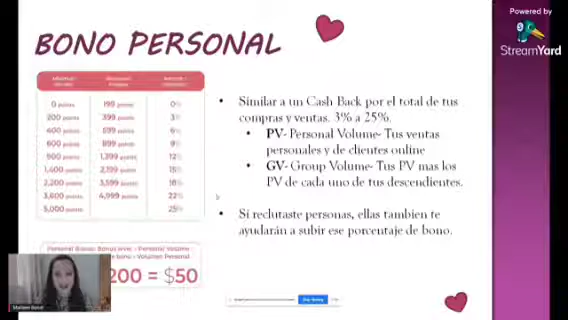 Powered by
StreamYard
BONO PERSONAL
0 points 199 points 0%
200 points 399 points 3%
400 points 599 points 6%
600 points 899 points 9%
900 points 1,399 points 12%
1,400 points 2,199 points 15%
2,200 points 3,599 points 18%
3,600 points 4,999 points 22%
5,000 points 25%
• Similar a un Cash Back por el total de tus
compras y ventas. 3% a 25%.
• PV- Personal Volume- Tus ventas
personales y de clientes online
• GV- Group Volume- Tus PV mas los
PV de cada uno de tus descendientes.
• Si reclutaste personas, ellas tambien te
ayudarán a subir ese porcentaje de bono.
Personal Volume
Volumen Personal
200 = $50